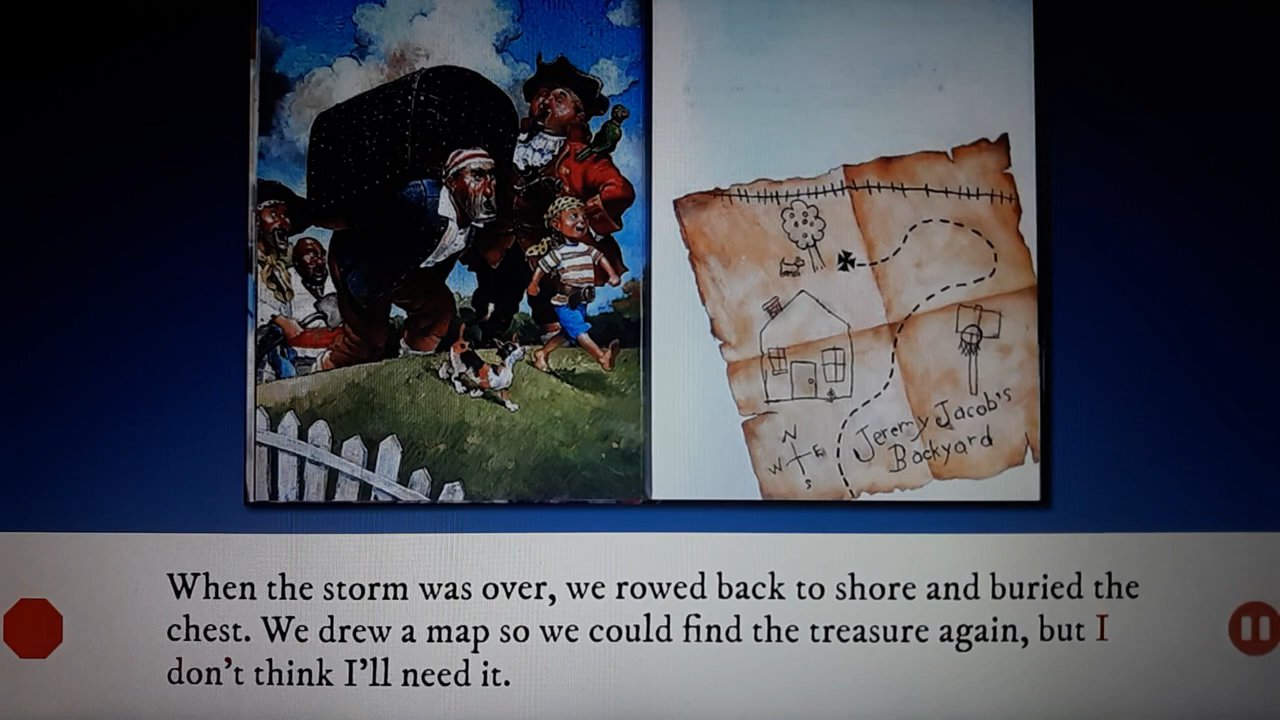 N
W E
S
Jeremy Jacob's
Backyard
When the storm was over, we rowed back to shore and buried the
chest. We drew a map so we could find the treasure again, but I
don't think I'll need it.